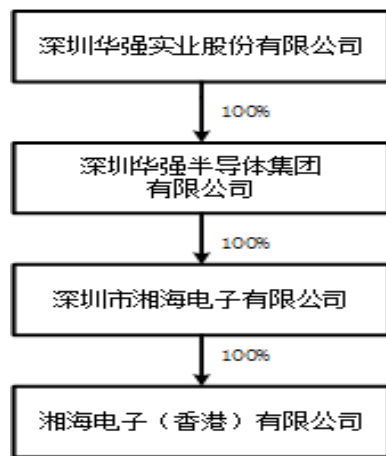 深圳华强实业股份有限公司
100%
深圳华强半导体集团
有限公司
100%
深圳市湘海电子有限公司
100%
湘海电子（香港）有限公司